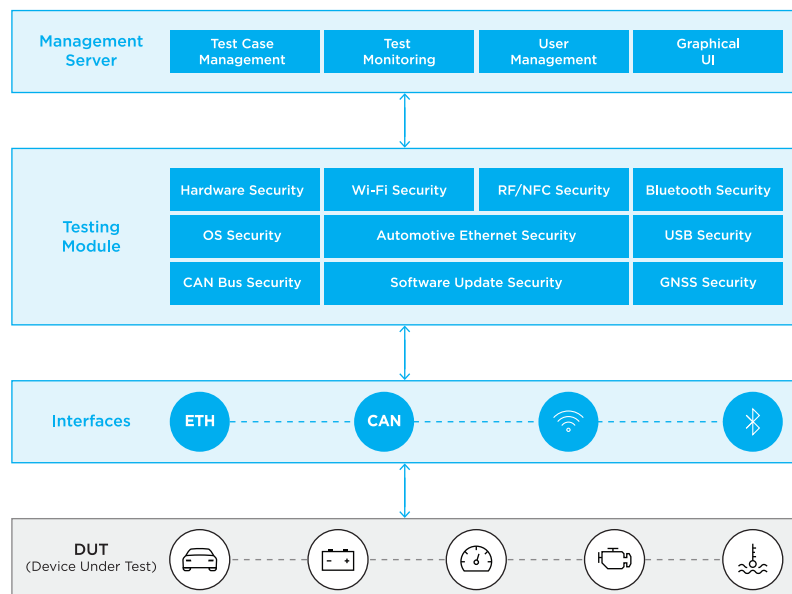 Management
Server
Test Case
Management
Test
Monitoring
User
Management
Graphical
UI
Testing
Module
Hardware Security
Wi-Fi Security
RF/NFC Security
Bluetooth Security
OS Security
Automotive Ethernet Security
USB Security
CAN Bus Security
Software Update Security
GNSS Security
Interfaces
ETH
CAN
DUT
(Device Under Test)